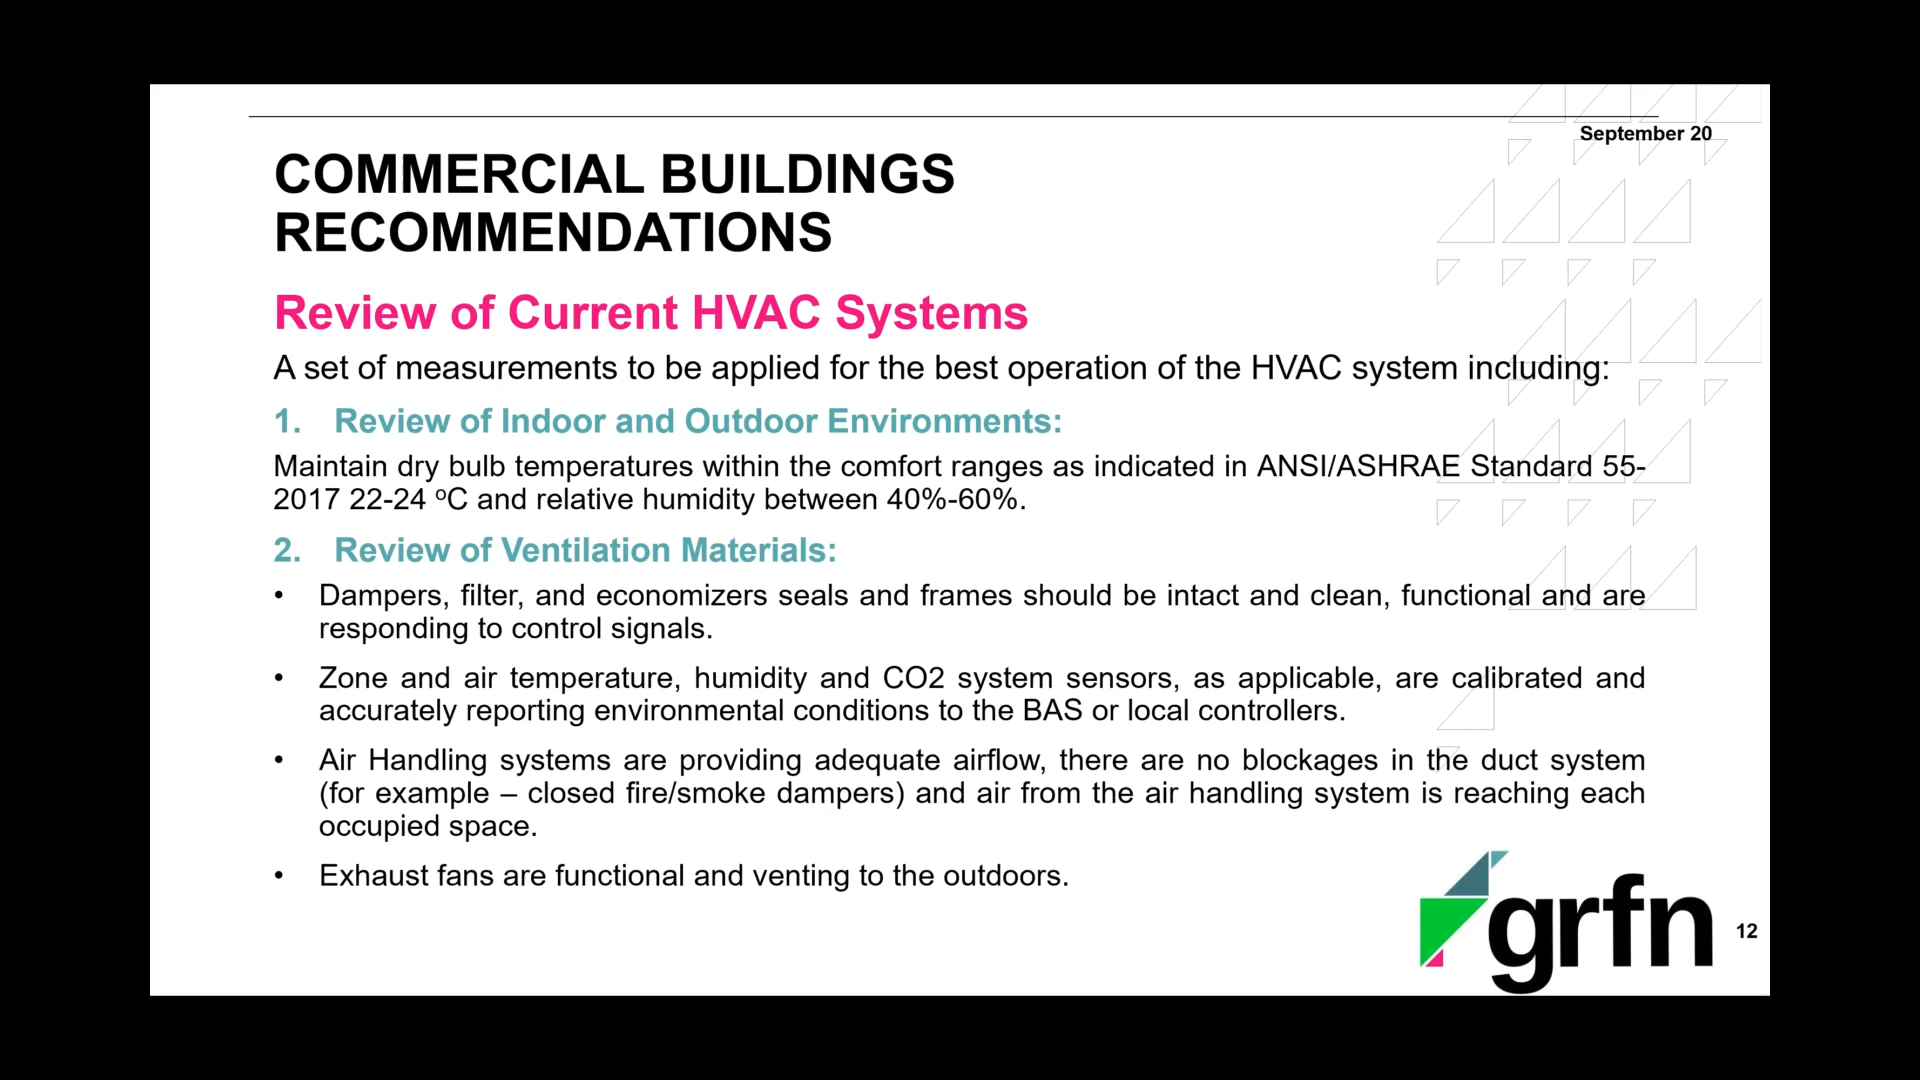 September 20
COMMERCIAL BUILDINGS
RECOMMENDATIONS
Review of Current HVAC Systems
A set of measurements to be applied for the best operation of the HVAC system including:
1. Review of Indoor and Outdoor Environments:
Maintain dry bulb temperatures within the comfort ranges as indicated in ANSI/ASHRAE Standard 55-
2017 22-24 ºC and relative humidity between 40%-60%.
2. Review of Ventilation Materials:
• Dampers, filter, and economizers seals and frames should be intact and clean, functional and are
responding to control signals.
• Zone and air temperature, humidity and CO2 system sensors, as applicable, are calibrated and
accurately reporting environmental conditions to the BAS or local controllers.
• Air Handling systems are providing adequate airflow, there are no blockages in the duct system
(for example – closed fire/smoke dampers) and air from the air handling system is reaching each
occupied space.
• Exhaust fans are functional and venting to the outdoors.
grfn
12